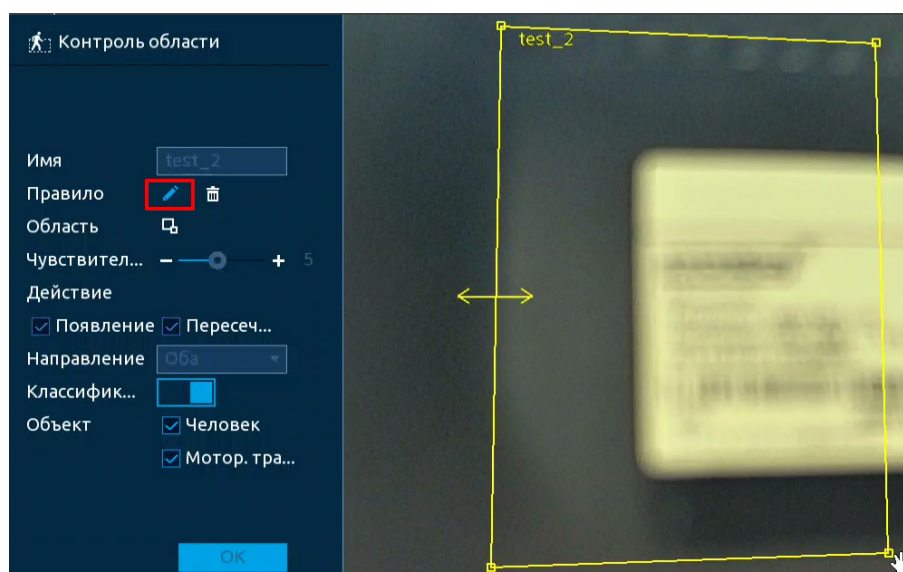 Контроль области
test_2
Имя test_2
Правило
Область
Чувствител... 5
Действие
Появление Пересеч...
Направление Оба
Классифик...
Объект Человек
Мотор. тра...
OK